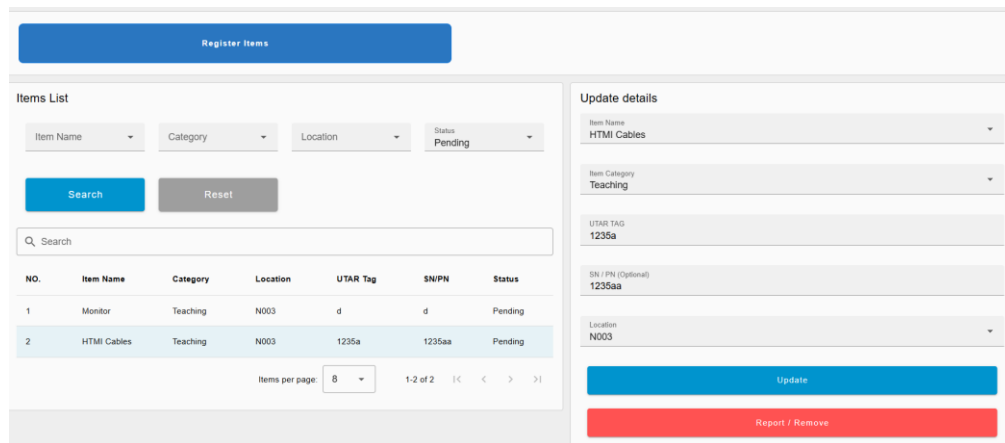 Register Items
Items List
Item Name
Category
Location
Status
Pending
Search
Reset
Search
NO. Item Name Category Location UTAR Tag SN/PN Status
1 Monitor Teaching N003 d d Pending
2 HTMI Cables Teaching N003 1235a 1235aa Pending
Items per page: 8 1-2 of 2
Update details
Item Name
HTMI Cables
Item Category
Teaching
UTAR TAG
1235a
SN / PN (Optional)
1235aa
Location
N003
Update
Report / Remove